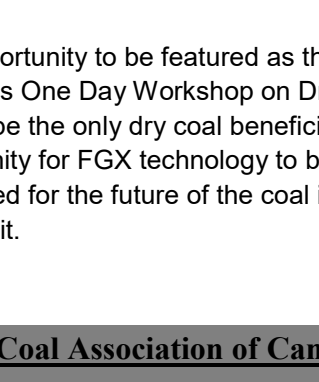 ortunity to be featured as th
s One Day Workshop on D
be the only dry coal benefici
nity for FGX technology to b
ed for the future of the coal i
it.
Coal Association of Can